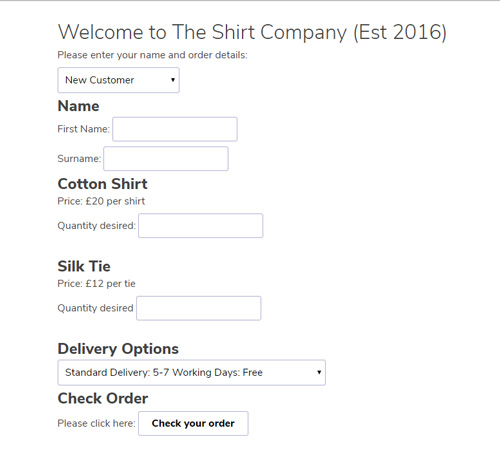 Welcome to The Shirt Company (Est 2016)
Please enter your name and order details:
New Customer
Name
First Name:
Surname:
Cotton Shirt
Price: £20 per shirt
Quantity desired:
Silk Tie
Price: £12 per tie
Quantity desired
Delivery Options
Standard Delivery: 5-7 Working Days: Free
Check Order
Please click here: Check your order